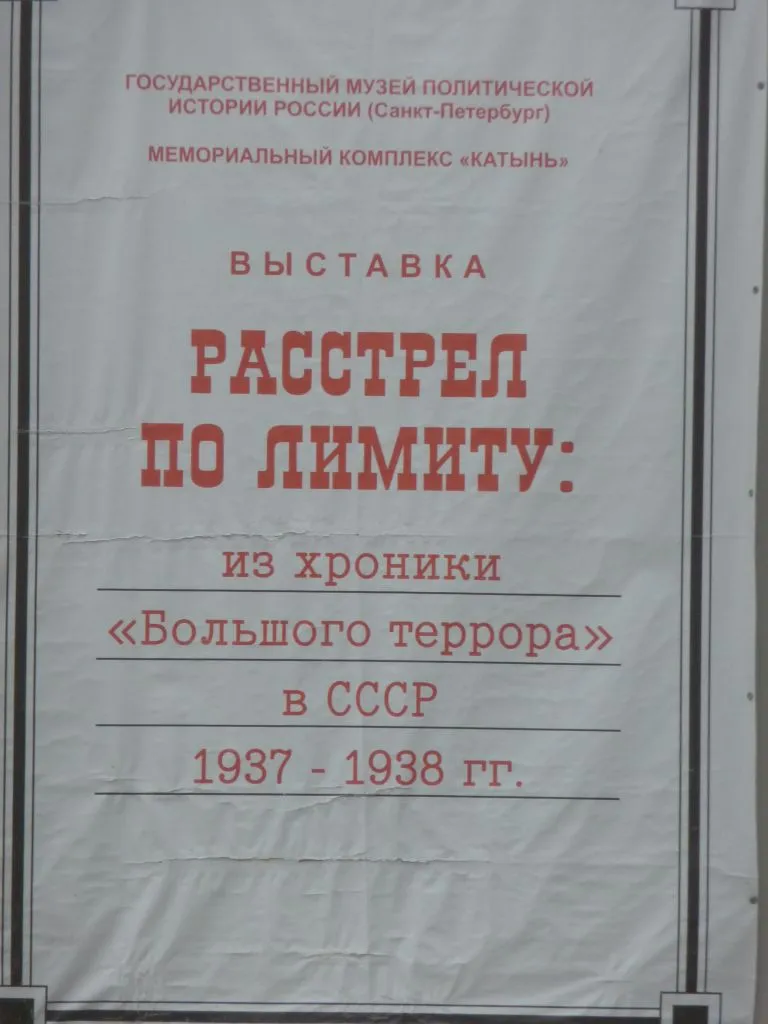 ГОСУДАРСТВЕННЫЙ МУЗЕЙ ПОЛИТИЧЕСКОЙ
ИСТОРИИ РОССИИ (Санкт-Петербург)
МЕМОРИАЛЬНЫЙ КОМПЛЕКС «КАТЫНЬ»
ВЫСТАВКА
РАССТРЕЛ
ПО ЛИМИТУ:
из хроники
«Большого террора»
в СССР
1937 - 1938 гг.